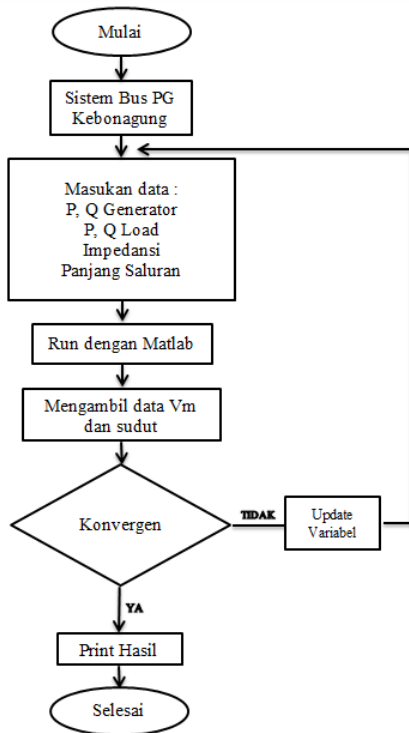 Mulai
Sistem Bus PG
Kebonagung
Masukan data :
P, Q Generator
P, Q Load
Impedansi
Panjang Saluran
Run dengan Matlab
Mengambil data Vm
dan sudut
Konvergen
TIDAK
Update
Variabel
YA
Print Hasil
Selesai